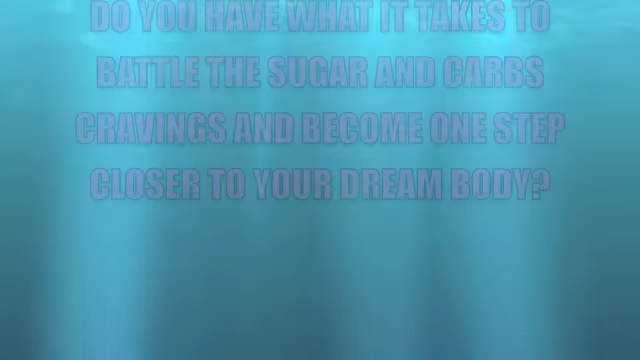 DO YOU HAVE WHAT IT TAKES TO
BATTLE THE SUGAR AND CARBS
CRAVINGS AND BECOME ONE STEP
CLOSER TO YOUR DREAM BODY?